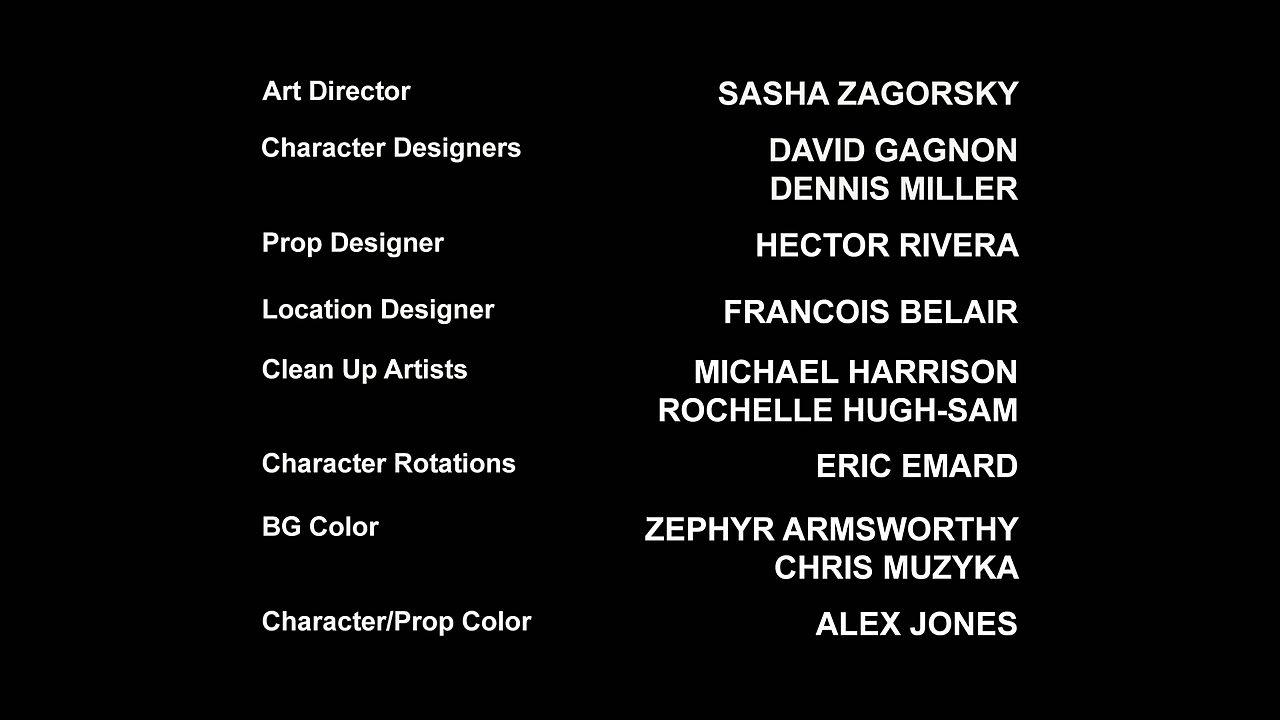 Art Director SASHA ZAGORSKY
Character Designers DAVID GAGNON
DENNIS MILLER
Prop Designer HECTOR RIVERA
Location Designer FRANCOIS BELAIR
Clean Up Artists MICHAEL HARRISON
ROCHELLE HUGH-SAM
Character Rotations ERIC EMARD
BG Color ZEPHYR ARMSWORTHY
CHRIS MUZYKA
Character/Prop Color ALEX JONES